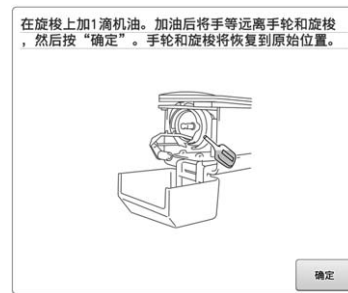 在旋梭上加1滴机油。加油后将手等远离手轮和旋梭
，然后按“确定”。手轮和旋梭将恢复到原始位置。
确定